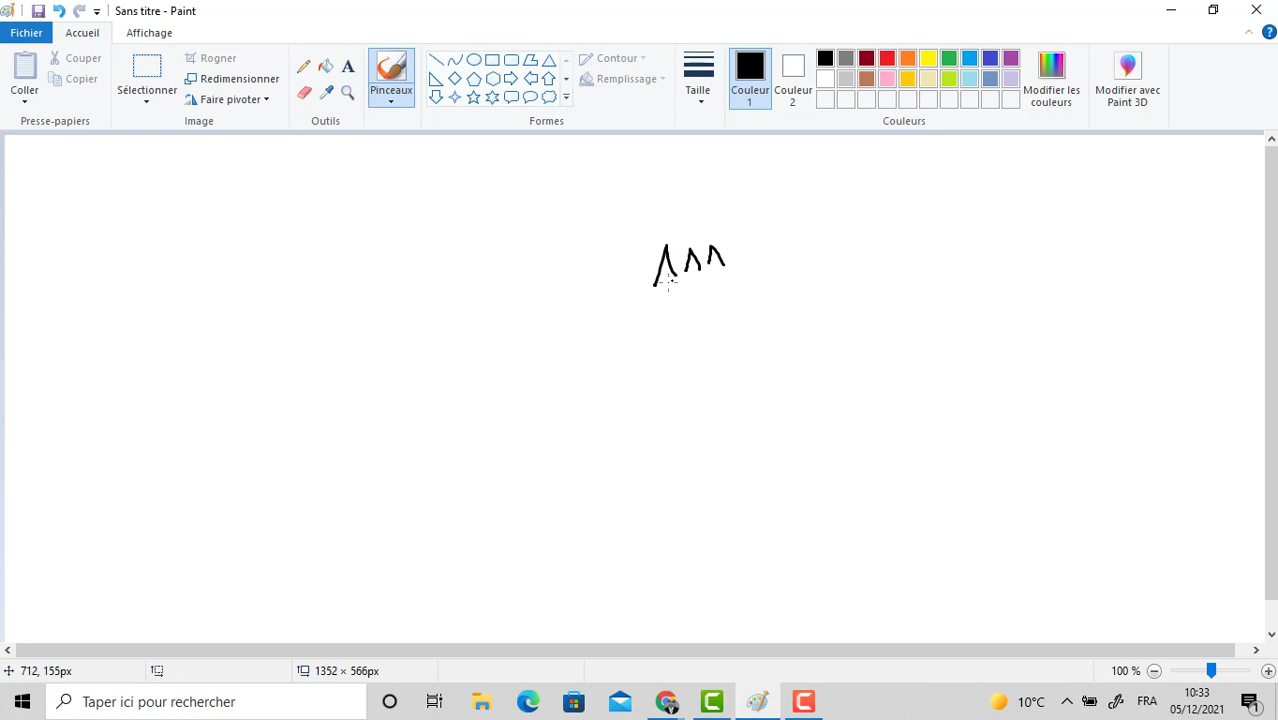 Sans titre - Paint
Fichier Accueil Affichage
Coller
Couper
Copier
Presse-papiers
Sélectionner
Rogner
Redimensionner
Faire pivoter
Image
A
Outils
Pinceaux
Formes
Contour
Remplissage
Taille
Couleur 1
Couleur 2
Couleurs
Modifier les couleurs
Modifier avec Paint 3D
712, 155px 1352 × 566px 100 %
Taper ici pour rechercher
10°C FRA 10:33
05/12/2021
1